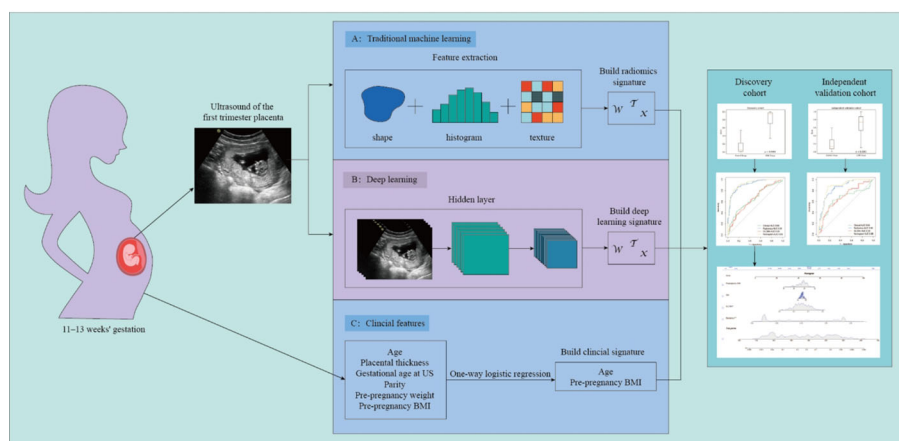 A: Traditional machine learning
Feature extraction
shape
histogram
texture
Build radiomics
signature
W T X
Ultrasound of the
first trimester placenta
B: Deep learning
Hidden layer
Build deep
learning signature
W T X
11–13 weeks' gestation
C: Clincial features
Age
Placental thickness
Gestational age at US
Parity
Pre-pregnancy weight
Pre-pregnancy BMI
One-way logistic regression
Build clincial signature
Age
Pre-pregnancy BMI
Discovery
cohort
Independent
validation cohort